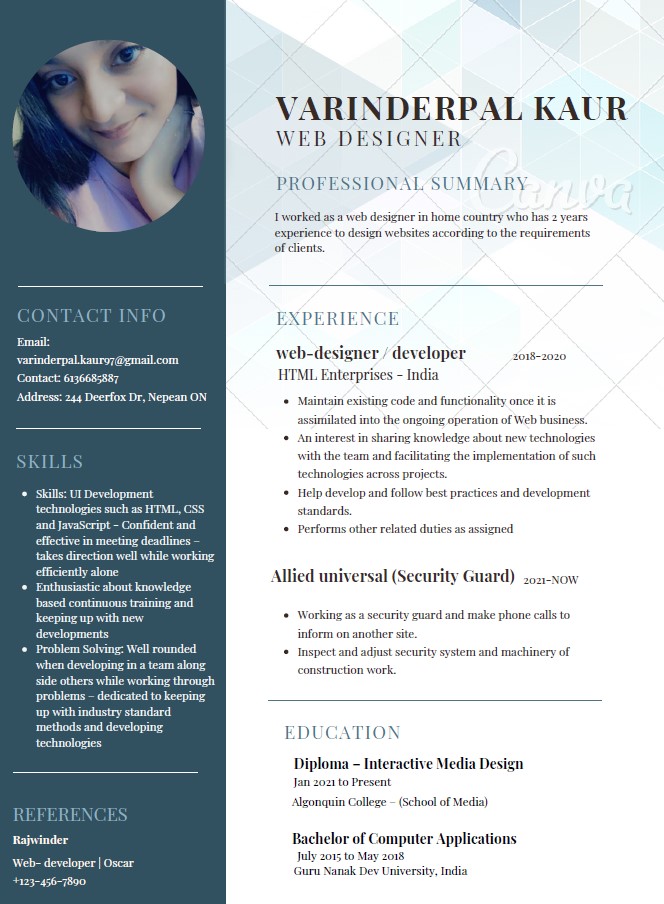 VARINDERPAL KAUR
WEB DESIGNER
Canva
PROFESSIONAL SUMMARY
I worked as a web designer in home country who has 2 years
experience to design websites according to the requirements
of clients.
CONTACT INFO
Email:
varinderpal.kaur97@gmail.com
Contact: 6136685887
Address: 244 Deerfox Dr, Nepean ON
SKILLS
• Skills: UI Development
technologies such as HTML, CSS
and JavaScript - Confident and
effective in meeting deadlines –
takes direction well while working
efficiently alone
• Enthusiastic about knowledge
based continuous training and
keeping up with new
developments
• Problem Solving: Well rounded
when developing in a team along
side others while working through
problems – dedicated to keeping
up with industry standard
methods and developing
technologies
REFERENCES
Rajwinder
Web- developer | Oscar
+123-456-7890
EXPERIENCE
web-designer / developer 2018-2020
HTML Enterprises - India
• Maintain existing code and functionality once it is
assimilated into the ongoing operation of Web business.
• An interest in sharing knowledge about new technologies
with the team and facilitating the implementation of such
technologies across projects.
• Help develop and follow best practices and development
standards.
• Performs other related duties as assigned
Allied universal (Security Guard) 2021-NOW
• Working as a security guard and make phone calls to
inform on another site.
• Inspect and adjust security system and machinery of
construction work.
EDUCATION
Diploma – Interactive Media Design
Jan 2021 to Present
Algonquin College – (School of Media)
Bachelor of Computer Applications
July 2015 to May 2018
Guru Nanak Dev University, India